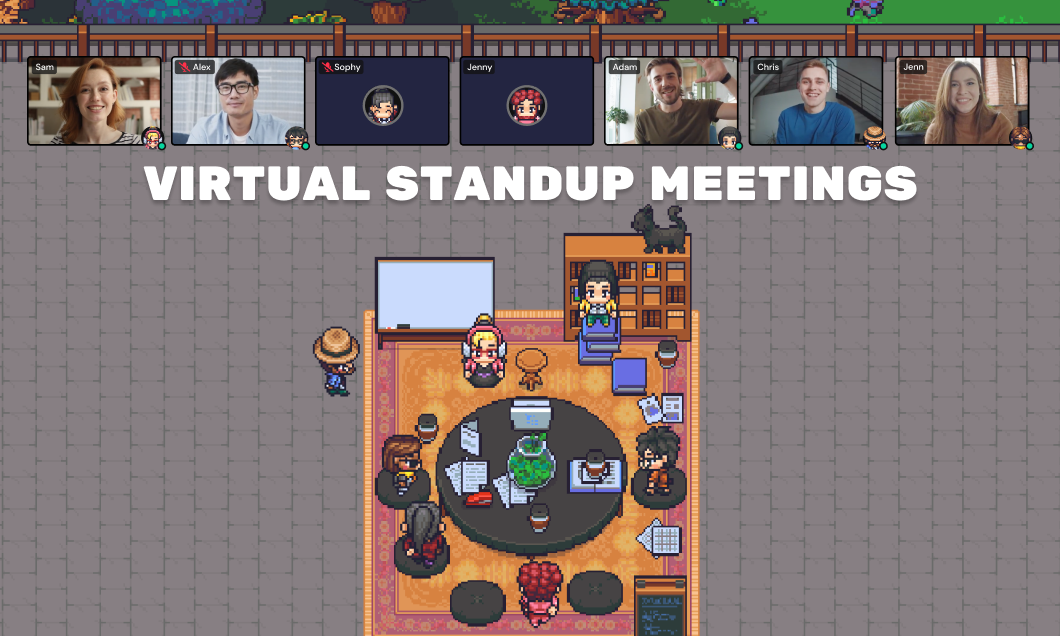 Sam
Alex
Sophy
Jenny
Adam
Chris
Jenn
VIRTUAL STANDUP MEETINGS